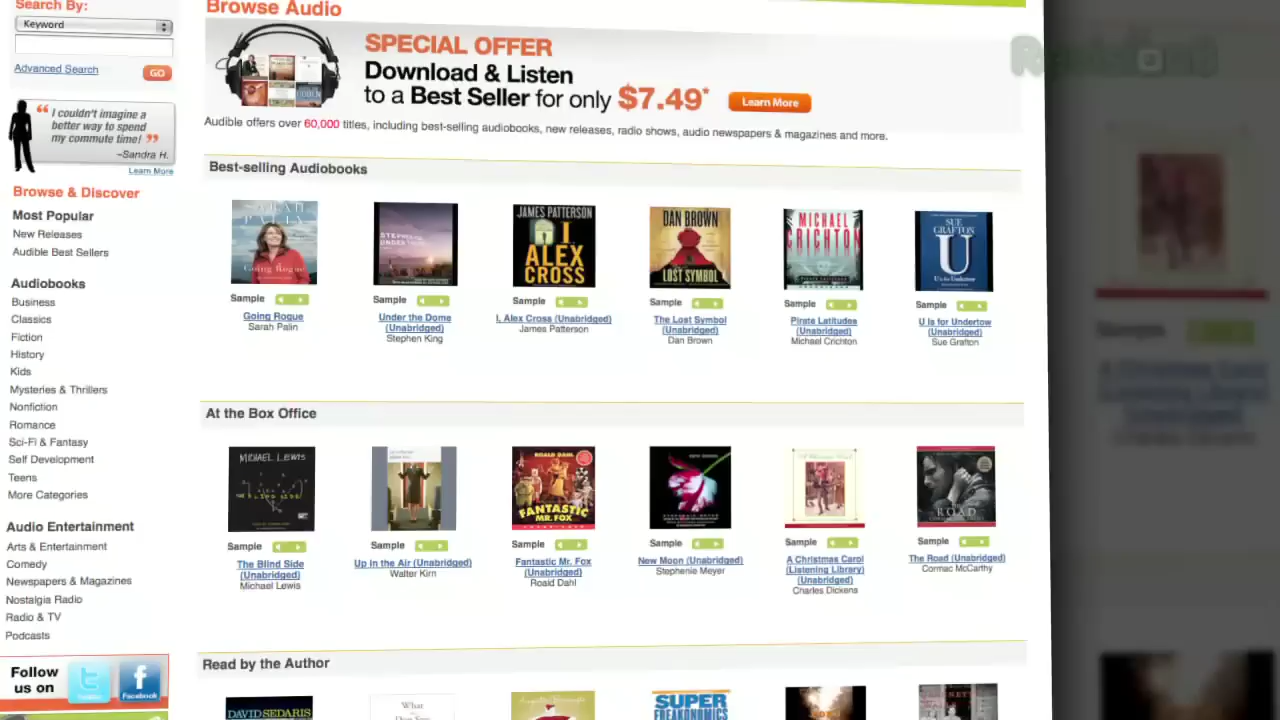 Search By:
Keyword
Advanced Search
GO
“ I couldn't imagine a
better way to spend
my commute time! ”
~Sandra H.
Learn More
Browse & Discover
Most Popular
New Releases
Audible Best Sellers
Audiobooks
Business
Classics
Fiction
History
Kids
Mysteries & Thrillers
Nonfiction
Romance
Sci-Fi & Fantasy
Self Development
Teens
More Categories
Audio Entertainment
Arts & Entertainment
Comedy
Newspapers & Magazines
Nostalgia Radio
Radio & TV
Podcasts
Follow
us on
Facebook
Browse Audio
SPECIAL OFFER
Download & Listen
to a Best Seller for only $7.49*
Learn More
Audible offers over 60,000 titles, including best-selling audiobooks, new releases, radio shows, audio newspapers & magazines and more.
Best-selling Audiobooks
Going Rogue
JAMES PATTERSON
I
ALEX
CROSS
DAN BROWN
LOST SYMBOL
MICHAEL
CRICHTON
SUE
GRAFTON
U
Sample
Going Rogue
Sarah Palin
Sample
Under the Dome
(Unabridged)
Stephen King
Sample
I, Alex Cross (Unabridged)
James Patterson
Sample
The Lost Symbol
(Unabridged)
Dan Brown
Sample
Pirate Latitudes
(Unabridged)
Michael Crichton
Sample
U Is for Undertow
(Unabridged)
Sue Grafton
At the Box Office
MICHAEL LEWIS
ROALD DAHL
FANTASTIC
MR. FOX
ROAD
Sample
The Blind Side
(Unabridged)
Michael Lewis
Sample
Up in the Air (Unabridged)
Walter Kirn
Sample
Fantastic Mr. Fox
(Unabridged)
Roald Dahl
Sample
New Moon (Unabridged)
Stephenie Meyer
Sample
A Christmas Carol
(Listening Library)
(Unabridged)
Charles Dickens
Sample
The Road (Unabridged)
Cormac McCarthy
Read by the Author
DAVID SEDARIS
What
SUPER
FREAKONOMICS